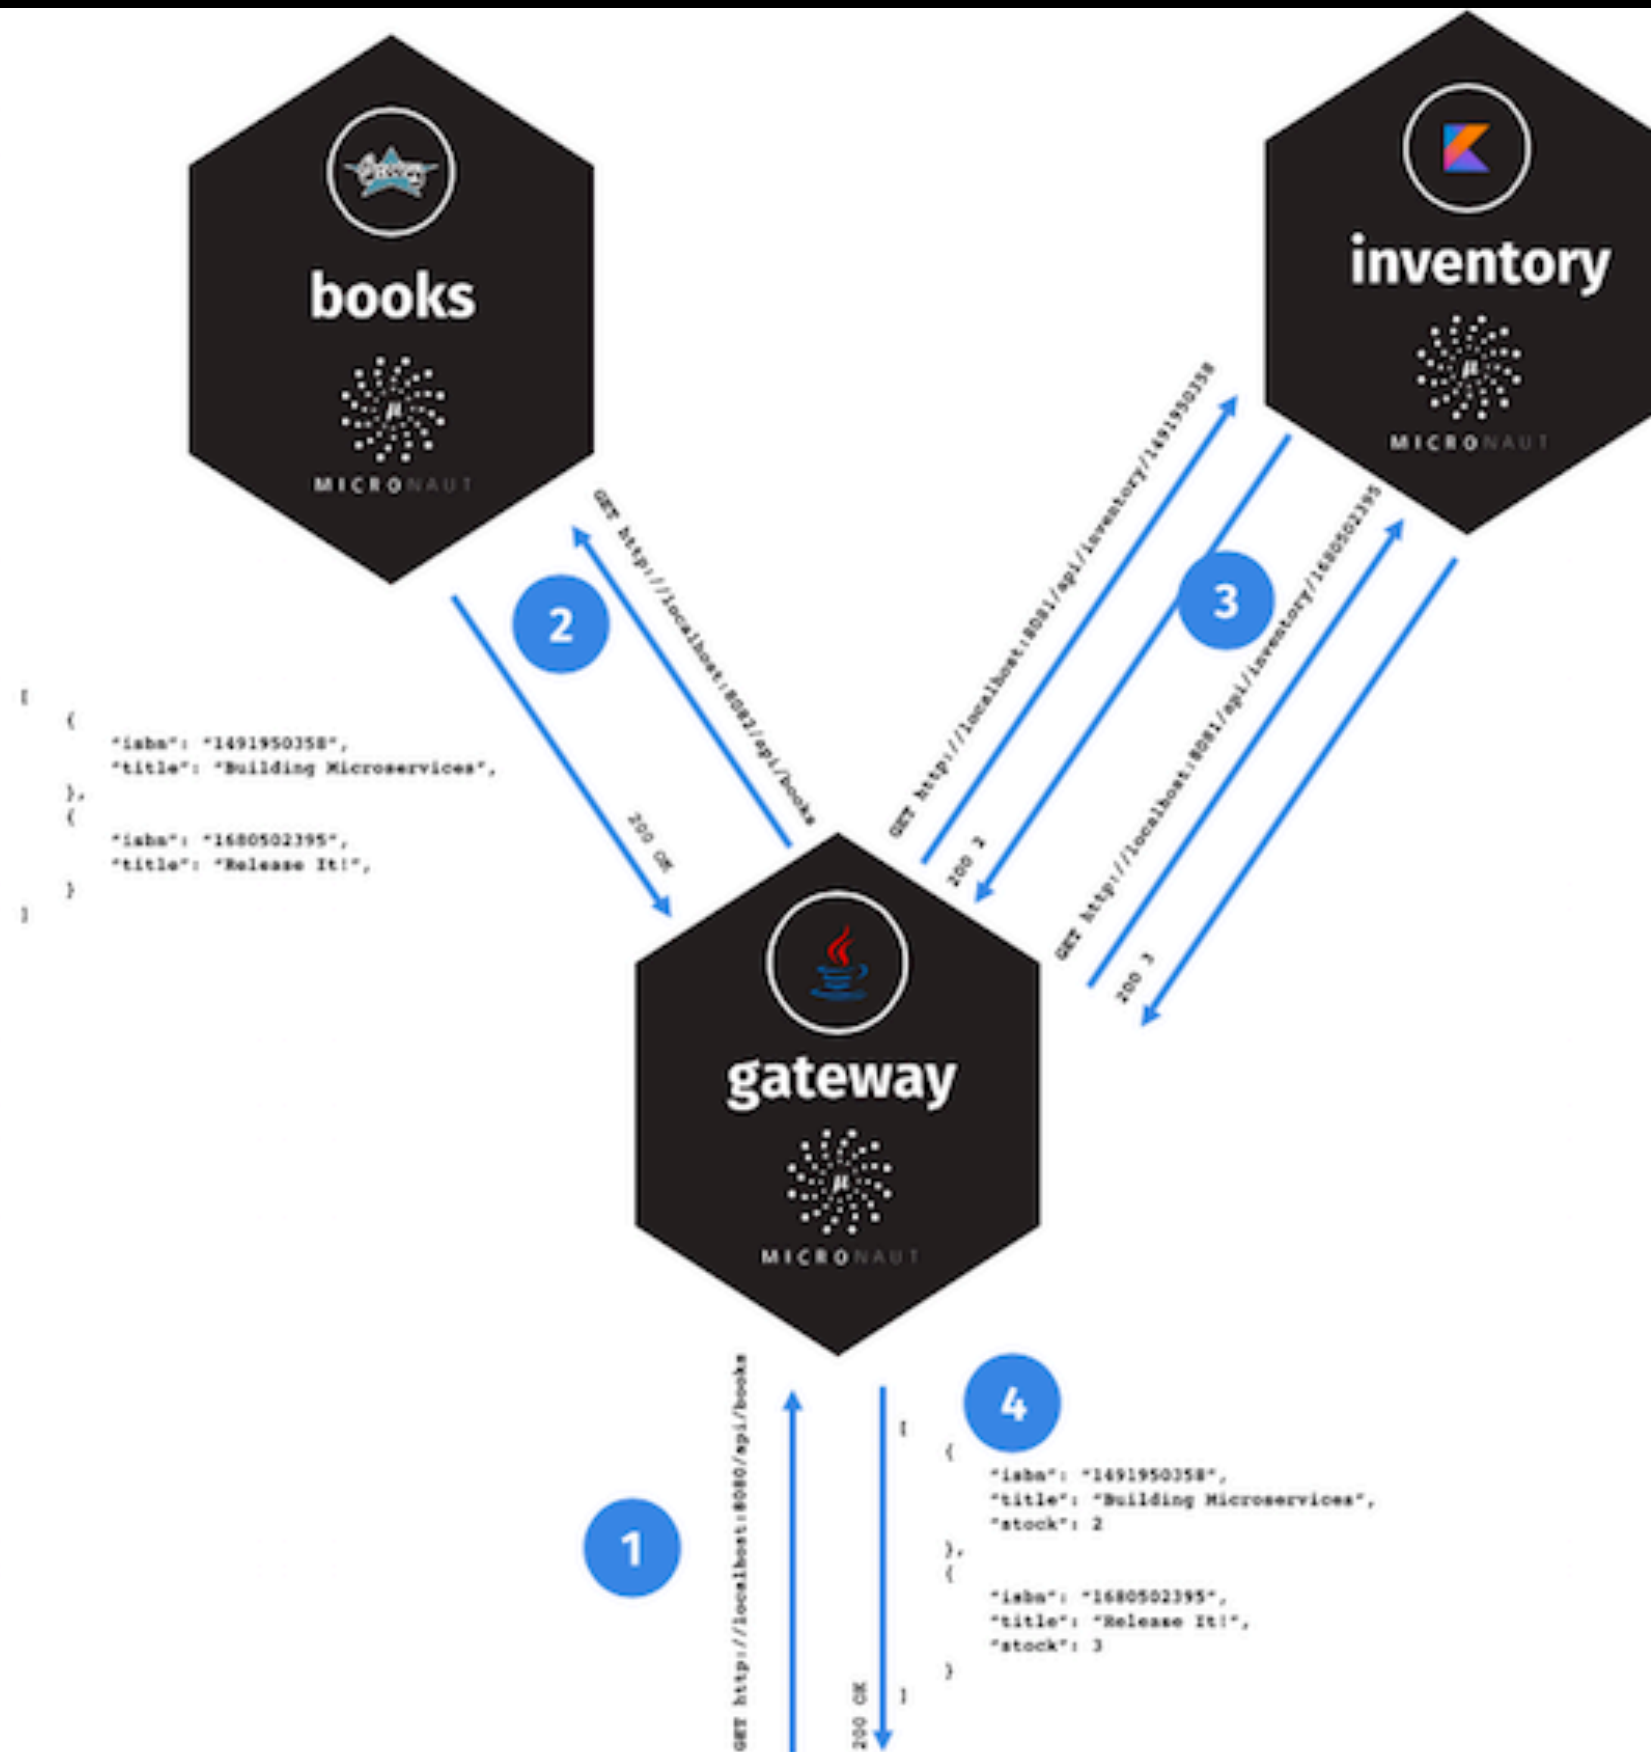 Groovy
books
µ
MICRONAUT
inventory
µ
MICRONAUT
GET http://localhost:8082/api/books
2
200 OK
[
{
"isbn": "1491950358",
"title": "Building Microservices",
},
{
"isbn": "1680502395",
"title": "Release It!",
}
]
GET http://localhost:8081/api/inventory/1491950358
200 2
3
GET http://localhost:8081/api/inventory/1680502395
200 3
gateway
µ
MICRONAUT
GET http://localhost:8080/api/books
1
200 OK
4
[
{
"isbn": "1491950358",
"title": "Building Microservices",
"stock": 2
},
{
"isbn": "1680502395",
"title": "Release It!",
"stock": 3
}
]